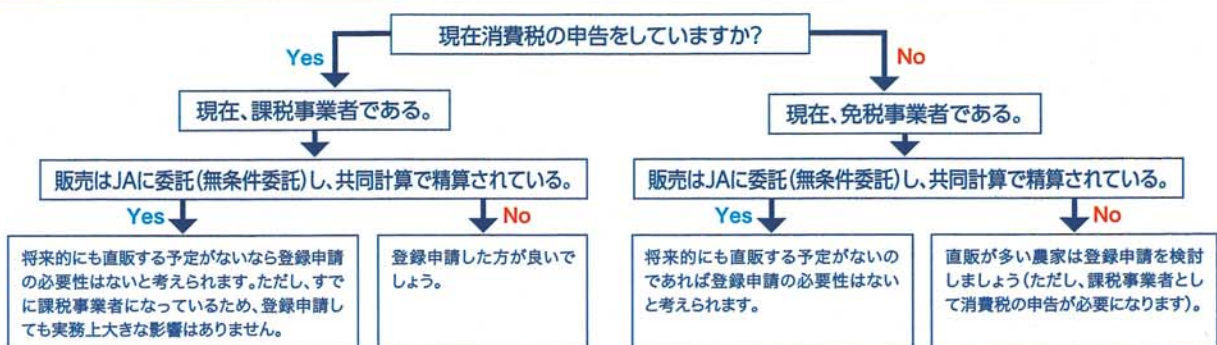 現在消費税の申告をしていますか?
Yes
No
現在、課税事業者である。
現在、免税事業者である。
販売はJAに委託(無条件委託)し、共同計算で精算されている。
販売はJAに委託(無条件委託)し、共同計算で精算されている。
Yes
No
Yes
No
将来的にも直販する予定がないなら登録申請
の必要性はないと考えられます。ただし、すで
に課税事業者になっているため、登録申請し
ても実務上大きな影響はありません。
登録申請した方が良いで
しょう。
将来的にも直販する予定がないの
であれば登録申請の必要性はない
と考えられます。
直販が多い農家は登録申請を検討
しましょう(ただし、課税事業者とし
て消費税の申告が必要になります)。